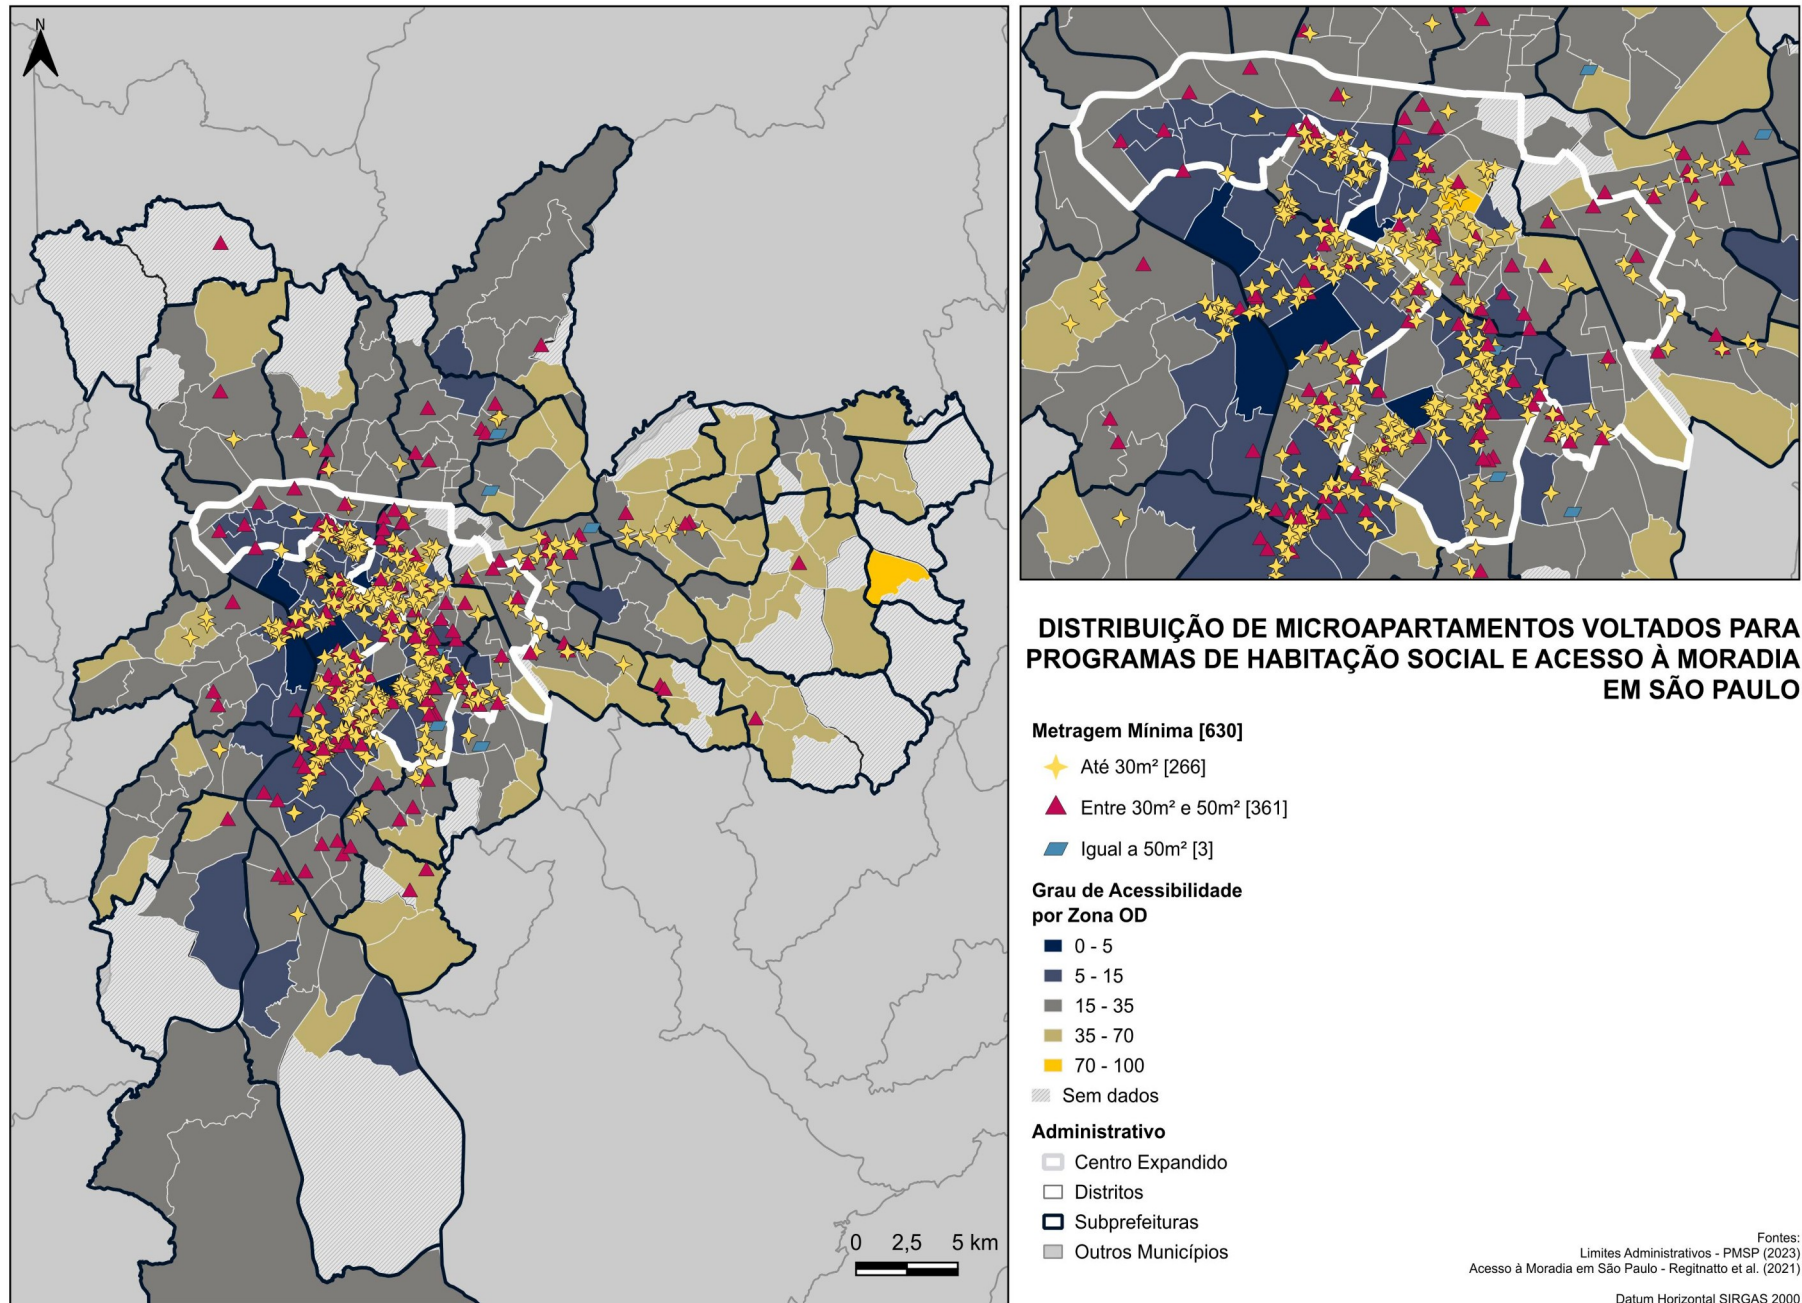 N
0 2,5 5 km
DISTRIBUIÇÃO DE MICROAPARTAMENTOS VOLTADOS PARA
PROGRAMAS DE HABITAÇÃO SOCIAL E ACESSO À MORADIA
EM SÃO PAULO
Metragem Mínima [630]
Até 30m² [266]
Entre 30m² e 50m² [361]
Igual a 50m² [3]
Grau de Acessibilidade
por Zona OD
0 - 5
5 - 15
15 - 35
35 - 70
70 - 100
Sem dados
Administrativo
Centro Expandido
Distritos
Subprefeituras
Outros Municípios
Fontes:
Limites Administrativos - PMSP (2023)
Acesso à Moradia em São Paulo - Regitnatto et al. (2021)
Datum Horizontal SIRGAS 2000